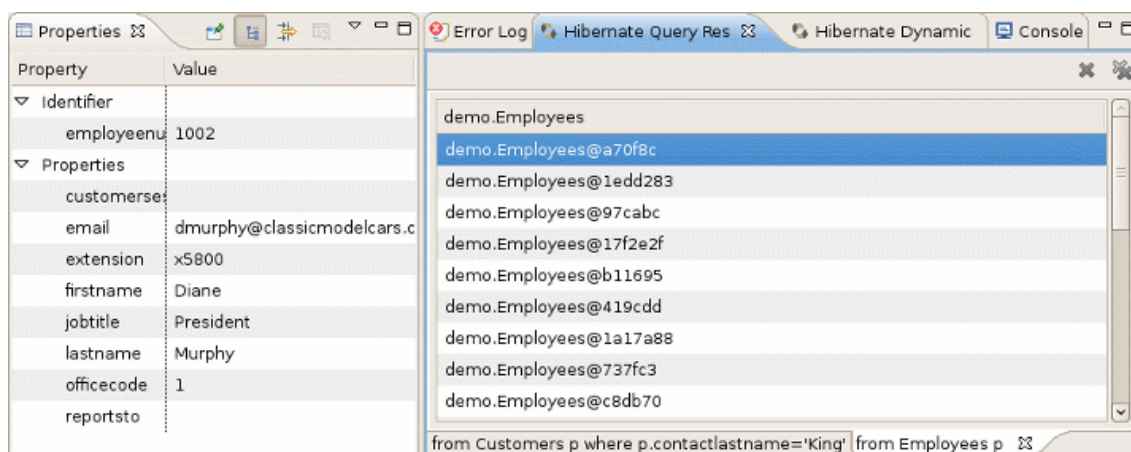 Properties
Property Value
Identifier
employeenu 1002
Properties
customerse
email dmurphy@classicmodelcars.c
extension x5800
firstname Diane
jobtitle President
lastname Murphy
officecode 1
reportsto
Error Log Hibernate Query Res Hibernate Dynamic Console
demo.Employees
demo.Employees@a70f8c
demo.Employees@1edd283
demo.Employees@97cabc
demo.Employees@17f2e2f
demo.Employees@b11695
demo.Employees@419cdd
demo.Employees@1a17a88
demo.Employees@737fc3
demo.Employees@c8db70
from Customers p where p.contactlastname='King' from Employees p